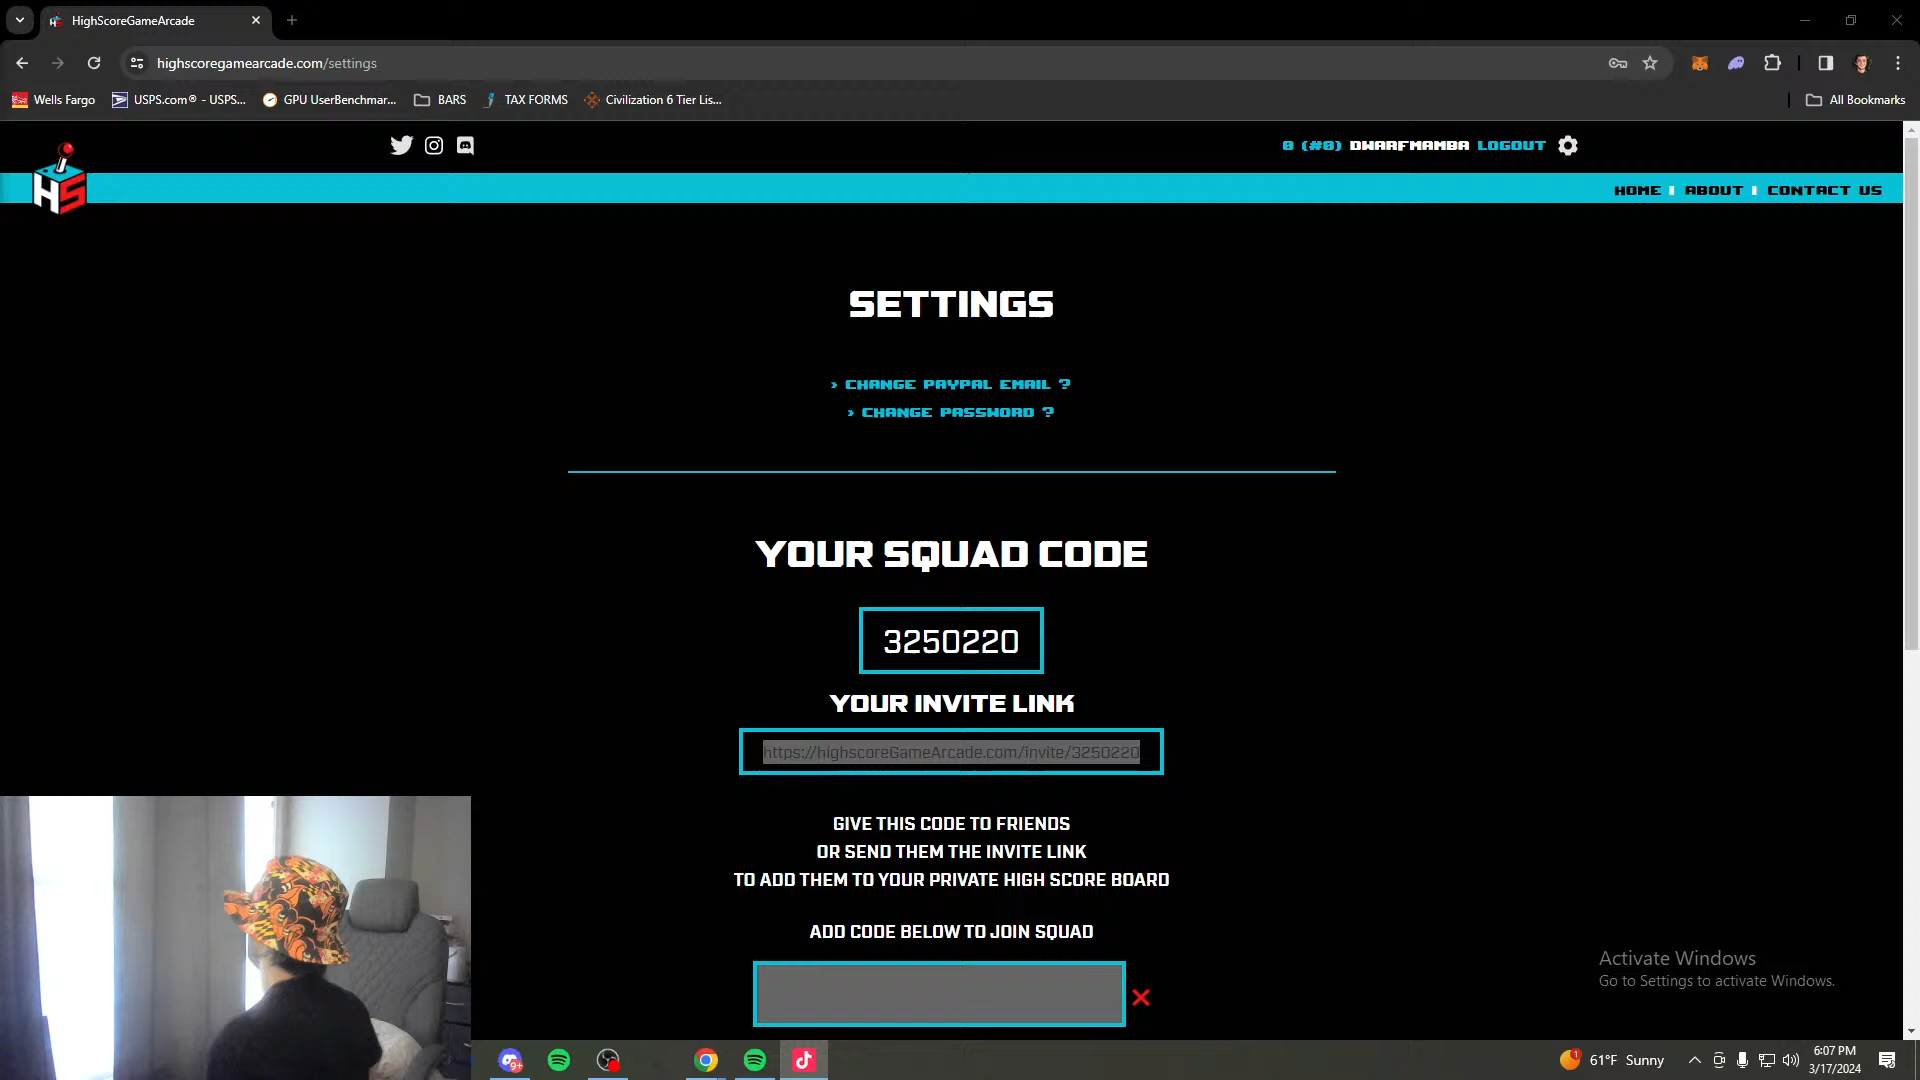 HighScoreGameArcade
highscoregamearcade.com/settings
Wells Fargo
USPS.com® - USPS...
GPU UserBenchmar...
BARS
TAX FORMS
Civilization 6 Tier Lis...
All Bookmarks
0 (#0) DWARFMAMBA LOGOUT
HS
HOME | ABOUT | CONTACT US
SETTINGS
> CHANGE PAYPAL EMAIL ?
> CHANGE PASSWORD ?
YOUR SQUAD CODE
3250220
YOUR INVITE LINK
https://highscoreGameArcade.com/invite/3250220
GIVE THIS CODE TO FRIENDS
OR SEND THEM THE INVITE LINK
TO ADD THEM TO YOUR PRIVATE HIGH SCORE BOARD
ADD CODE BELOW TO JOIN SQUAD
Activate Windows
Go to Settings to activate Windows.
9+
1
61°F Sunny
6:07 PM
3/17/2024